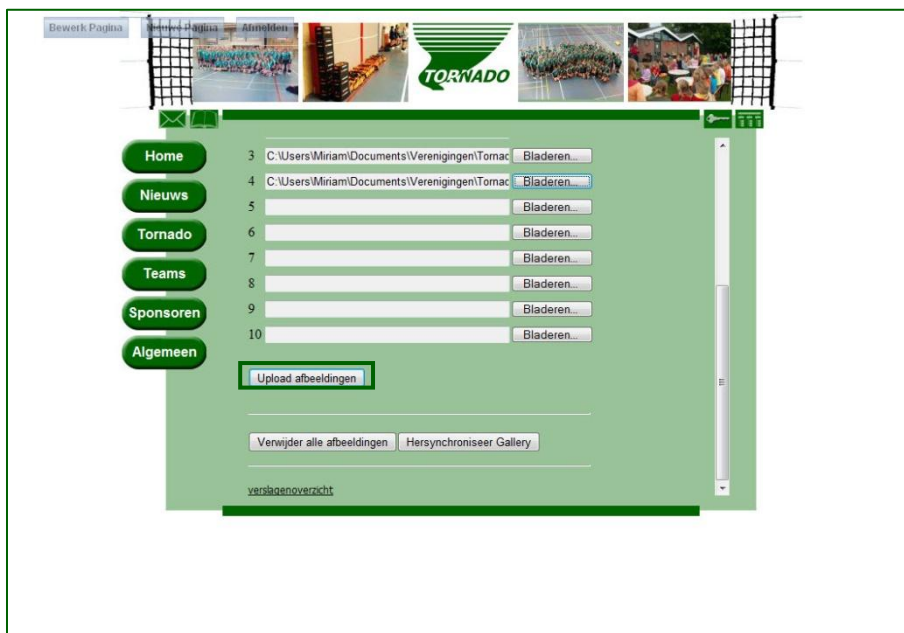 Bewerk Pagina Nieuwe Pagina Afmelden
TORNADO
Home
Nieuws
Tornado
Teams
Sponsoren
Algemeen
3 C:\Users\Miriam\Documents\Verenigingen\Tornac Bladeren...
4 C:\Users\Miriam\Documents\Verenigingen\Tornac Bladeren...
5 Bladeren...
6 Bladeren...
7 Bladeren...
8 Bladeren...
9 Bladeren...
10 Bladeren...
Upload afbeeldingen
Verwijder alle afbeeldingen Hersynchroniseer Gallery
verslagenoverzicht